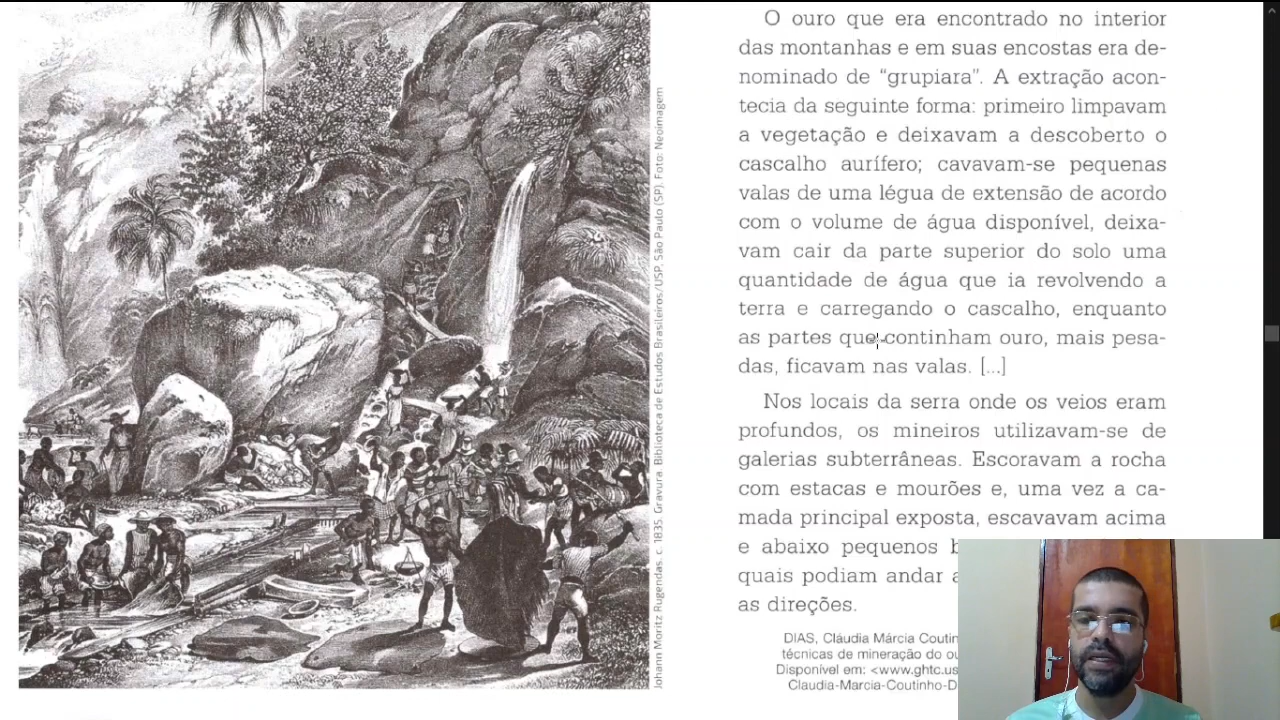 Johann Moritz Rugendas. c. 1835. Gravura. Biblioteca de Estudos Brasileiros/USP, São Paulo (SP). Foto: Neoimagem
O ouro que era encontrado no interior
das montanhas e em suas encostas era de-
nominado de “grupiara”. A extração acon-
tecia da seguinte forma: primeiro limpavam
a vegetação e deixavam a descoberto o
cascalho aurífero; cavavam-se pequenas
valas de uma légua de extensão de acordo
com o volume de água disponível, deixa-
vam cair da parte superior do solo uma
quantidade de água que ia revolvendo a
terra e carregando o cascalho, enquanto
as partes que continham ouro, mais pesa-
das, ficavam nas valas. [...]
Nos locais da serra onde os veios eram
profundos, os mineiros utilizavam-se de
galerias subterrâneas. Escoravam a rocha
com estacas e mourões e, uma vez a ca-
mada principal exposta, escavavam acima
e abaixo pequenos
quais podiam andar
as direções.
DIAS, Cláudia Márcia
técnicas de mineração do
Disponível em: <www.ghtc.us
Claudia-Marcia-Coutinho-D